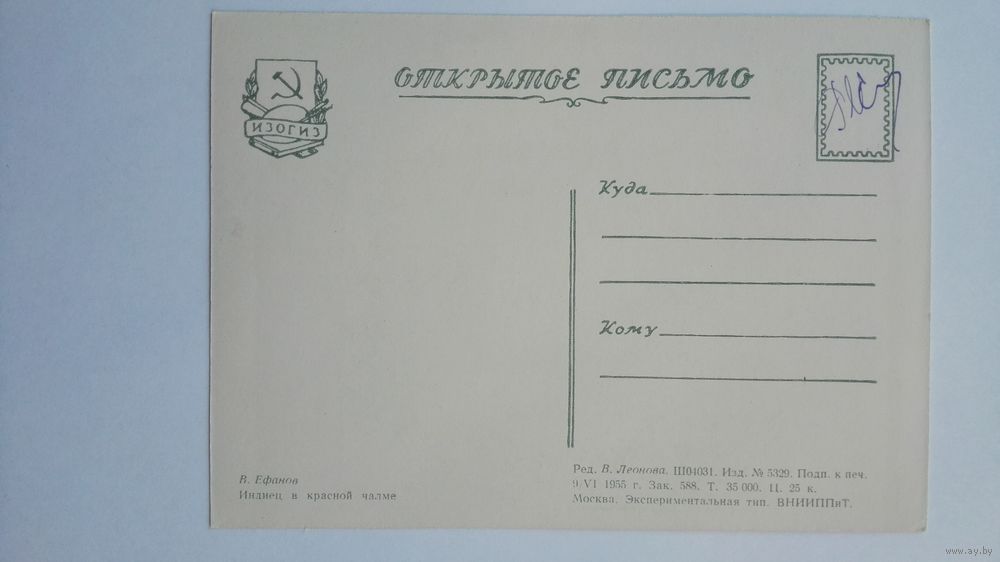 ИЗОГИЗ
ОТКРЫТОЕ ПИСЬМО
Куда
Кому
В. Ефанов
Индиец в красной чалме
Ред. В. Леонова. Ш04031. Изд. № 5329. Подп. к печ.
9/VI 1955 г. Зак. 588. Т. 35 000. Ц. 25 к.
Москва. Экспериментальная тип. ВНИИППиТ.
www.ay.by